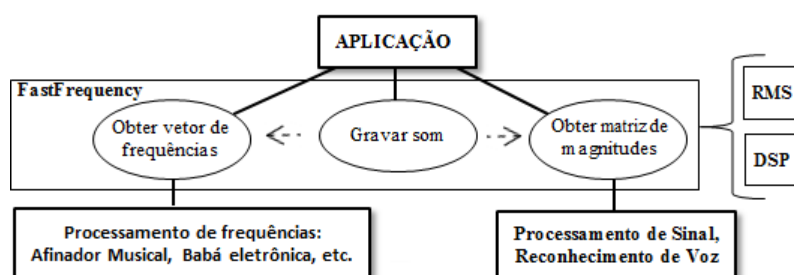 APLICAÇÃO
FastFrequency
RMS
Obter vetor de
frequências
Gravar som
Obter matriz de
magnitudes
DSP
Processamento de frequências:
Afinador Musical, Babá eletrônica, etc.
Processamento de Sinal,
Reconhecimento de Voz